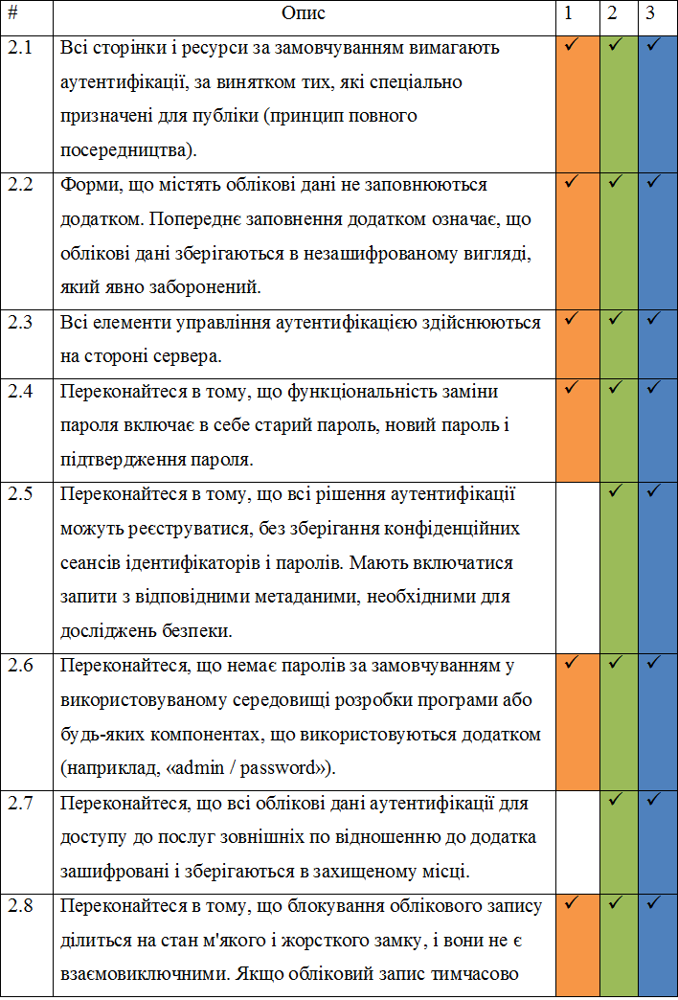 # Опис 1 2 3
2.1 Всі сторінки і ресурси за замовчуванням вимагають ✓ ✓ ✓
аутентифікації, за винятком тих, які спеціально
призначені для публіки (принцип повного
посередництва).
2.2 Форми, що містять облікові дані не заповнюються ✓ ✓ ✓
додатком. Попереднє заповнення додатком означає, що
облікові дані зберігаються в незашифрованому вигляді,
який явно заборонений.
2.3 Всі елементи управління аутентифікацією здійснюються ✓ ✓ ✓
на стороні сервера.
2.4 Переконайтеся в тому, що функціональність заміни ✓ ✓ ✓
пароля включає в себе старий пароль, новий пароль і
підтвердження пароля.
2.5 Переконайтеся в тому, що всі рішення аутентифікації ✓ ✓
можуть реєструватися, без зберігання конфіденційних
сеансів ідентифікаторів і паролів. Мають включатися
запити з відповідними метаданими, необхідними для
досліджень безпеки.
2.6 Переконайтеся, що немає паролів за замовчуванням у ✓ ✓ ✓
використовуваному середовищі розробки програми або
будь-яких компонентах, що використовуються додатком
(наприклад, «admin / password»).
2.7 Переконайтеся, що всі облікові дані аутентифікації для ✓ ✓
доступу до послуг зовнішніх по відношенню до додатка
зашифровані і зберігаються в захищеному місці.
2.8 Переконайтеся в тому, що блокування облікового запису ✓ ✓ ✓
ділиться на стан м'якого і жорсткого замку, і вони не є
взаємовиключними. Якщо обліковий запис тимчасово